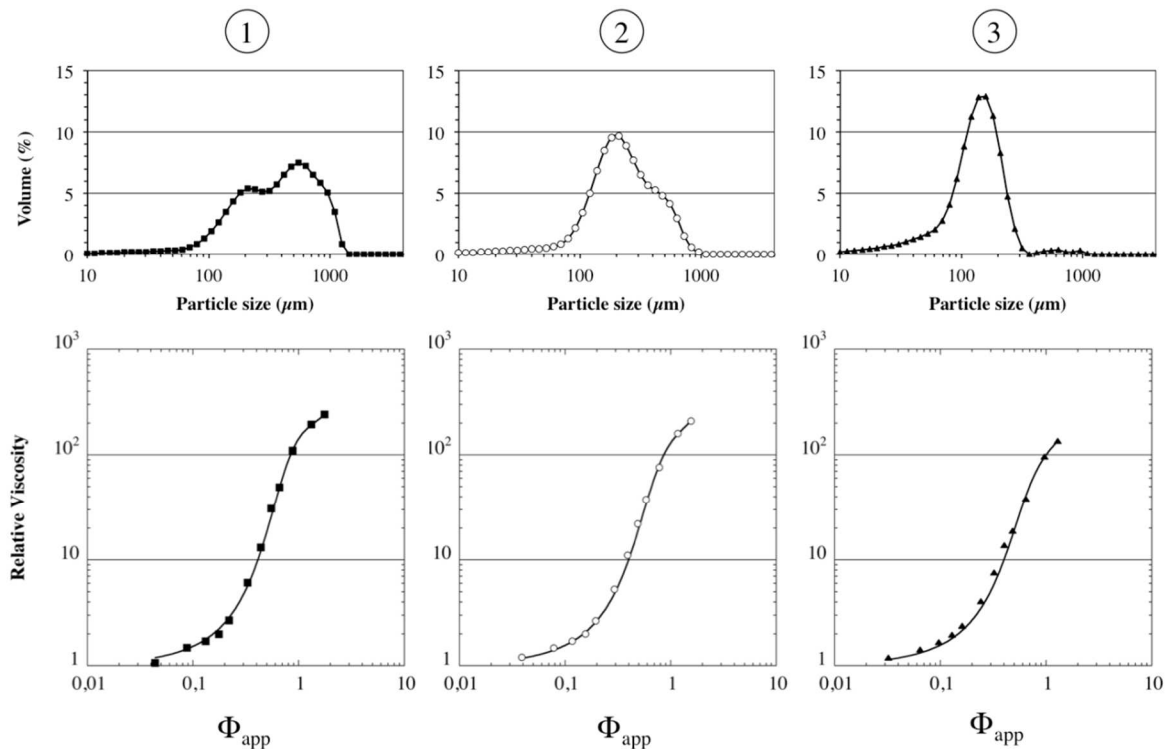 1 2 3
15 15 15
Volume (%)
10 10 10
5 5 5
0 0 0
10 100 1000 10 100 1000 10 100 1000
Particle size (µm) Particle size (µm) Particle size (µm)
10³ 10³ 10³
Relative Viscosity
10² 10² 10²
10 10 10
1 1 1
0,01 0,1 1 10 0,01 0,1 1 10 0,01 0,1 1 10
Φapp Φapp Φapp